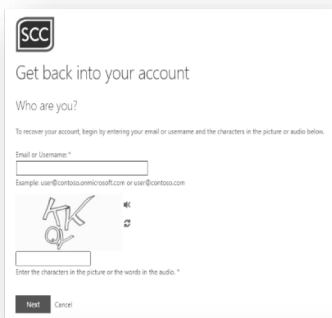 SCC
Get back into your account
Who are you?
To recover your account, begin by entering your email or username and the characters in the picture or audio below.
Email or Username: *
Example: user@contoso.onmicrosoft.com or user@contoso.com
Enter the characters in the picture or the words in the audio. *
Next Cancel